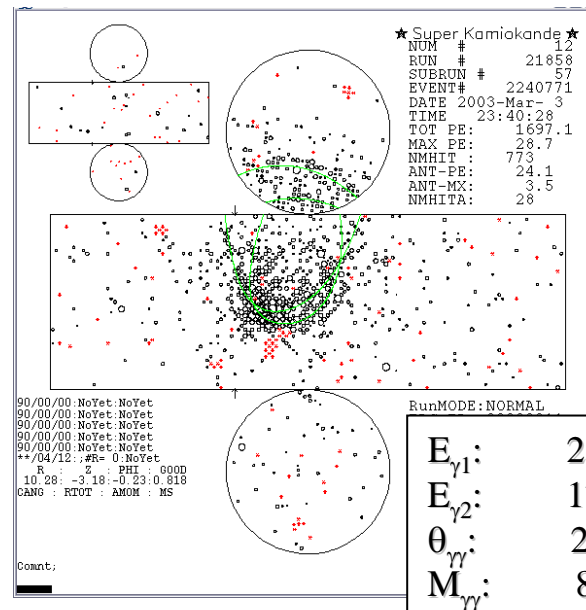 ★ Super Kamiokande ★
NUM # 12
RUN # 21858
SUBRUN # 57
EVENT# 2240771
DATE 2003-Mar- 3
TIME 23:40:28
TOT PE: 1697.1
MAX PE: 28.7
NMHIT : 773
ANT-PE: 24.1
ANT-MX: 3.5
NMHITA: 28
90/00/00:NoYet:NoYet
90/00/00:NoYet:NoYet
90/00/00:NoYet:NoYet
90/00/00:NoYet:NoYet
90/00/00:NoYet:NoYet
**/04/12:;#R= 0:NoYet
R : Z : PHI : GOOD
10.28: -3.18:-0.23:0.818
CANG : RTOT : AMOM : MS
RunMODE:NORMAL
Eγ1: 2
Eγ2: 1
θγγ: 2
Mγγ: 8
Comnt;